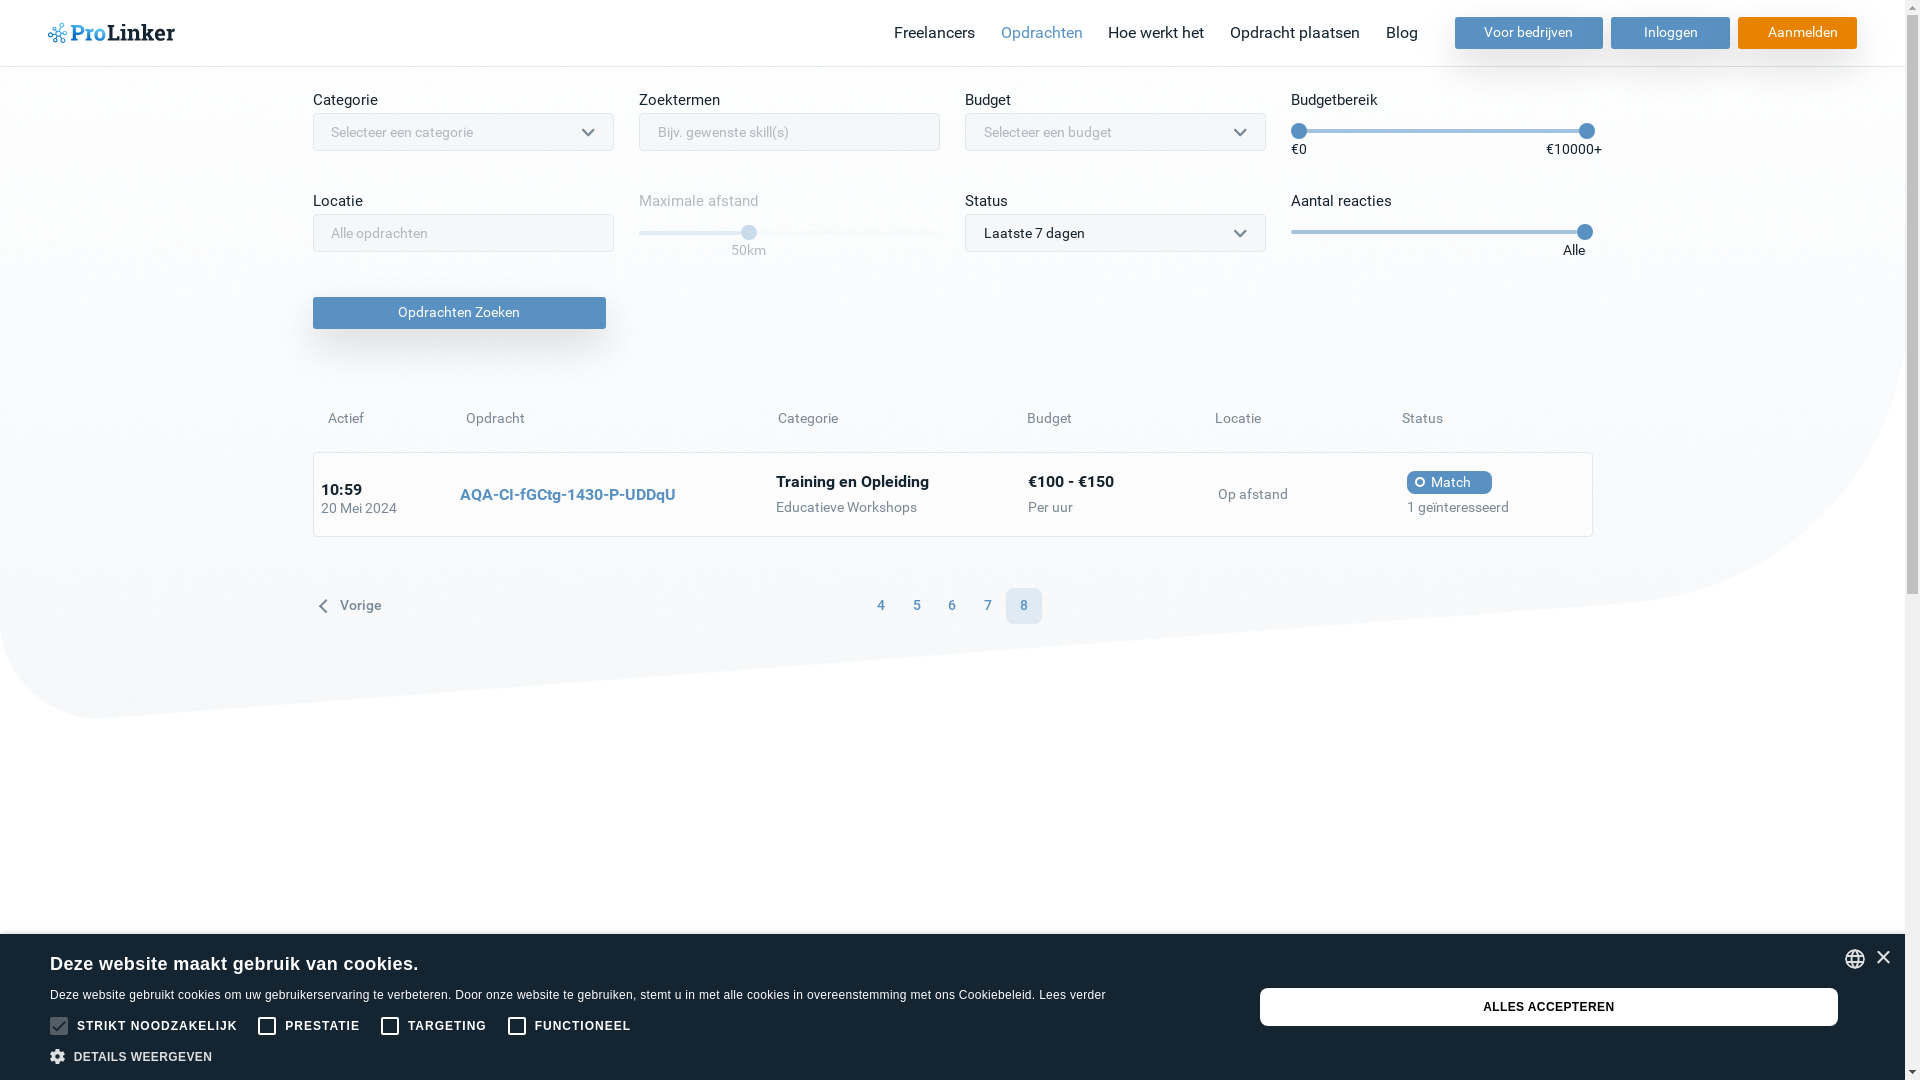 ProLinker
Freelancers Opdrachten Hoe werkt het Opdracht plaatsen Blog Voor bedrijven Inloggen Aanmelden
Categorie Zoektermen Budget Budgetbereik
Selecteer een categorie Bijv. gewenste skill(s) Selecteer een budget
€0 €10000+
Locatie Maximale afstand Status Aantal reacties
Alle opdrachten Laatste 7 dagen
50km Alle
Opdrachten Zoeken
Actief Opdracht Categorie Budget Locatie Status
10:59 AQA-CI-fGCtg-1430-P-UDDqU Training en Opleiding €100 - €150 Op afstand Match
20 Mei 2024 Educatieve Workshops Per uur 1 geïnteresseerd
Vorige 4 5 6 7 8
Deze website maakt gebruik van cookies.
Deze website gebruikt cookies om uw gebruikerservaring te verbeteren. Door onze website te gebruiken, stemt u in met alle cookies in overeenstemming met ons Cookiebeleid. Lees verder
ALLES ACCEPTEREN
STRIKT NOODZAKELIJK PRESTATIE TARGETING FUNCTIONEEL
DETAILS WEERGEVEN